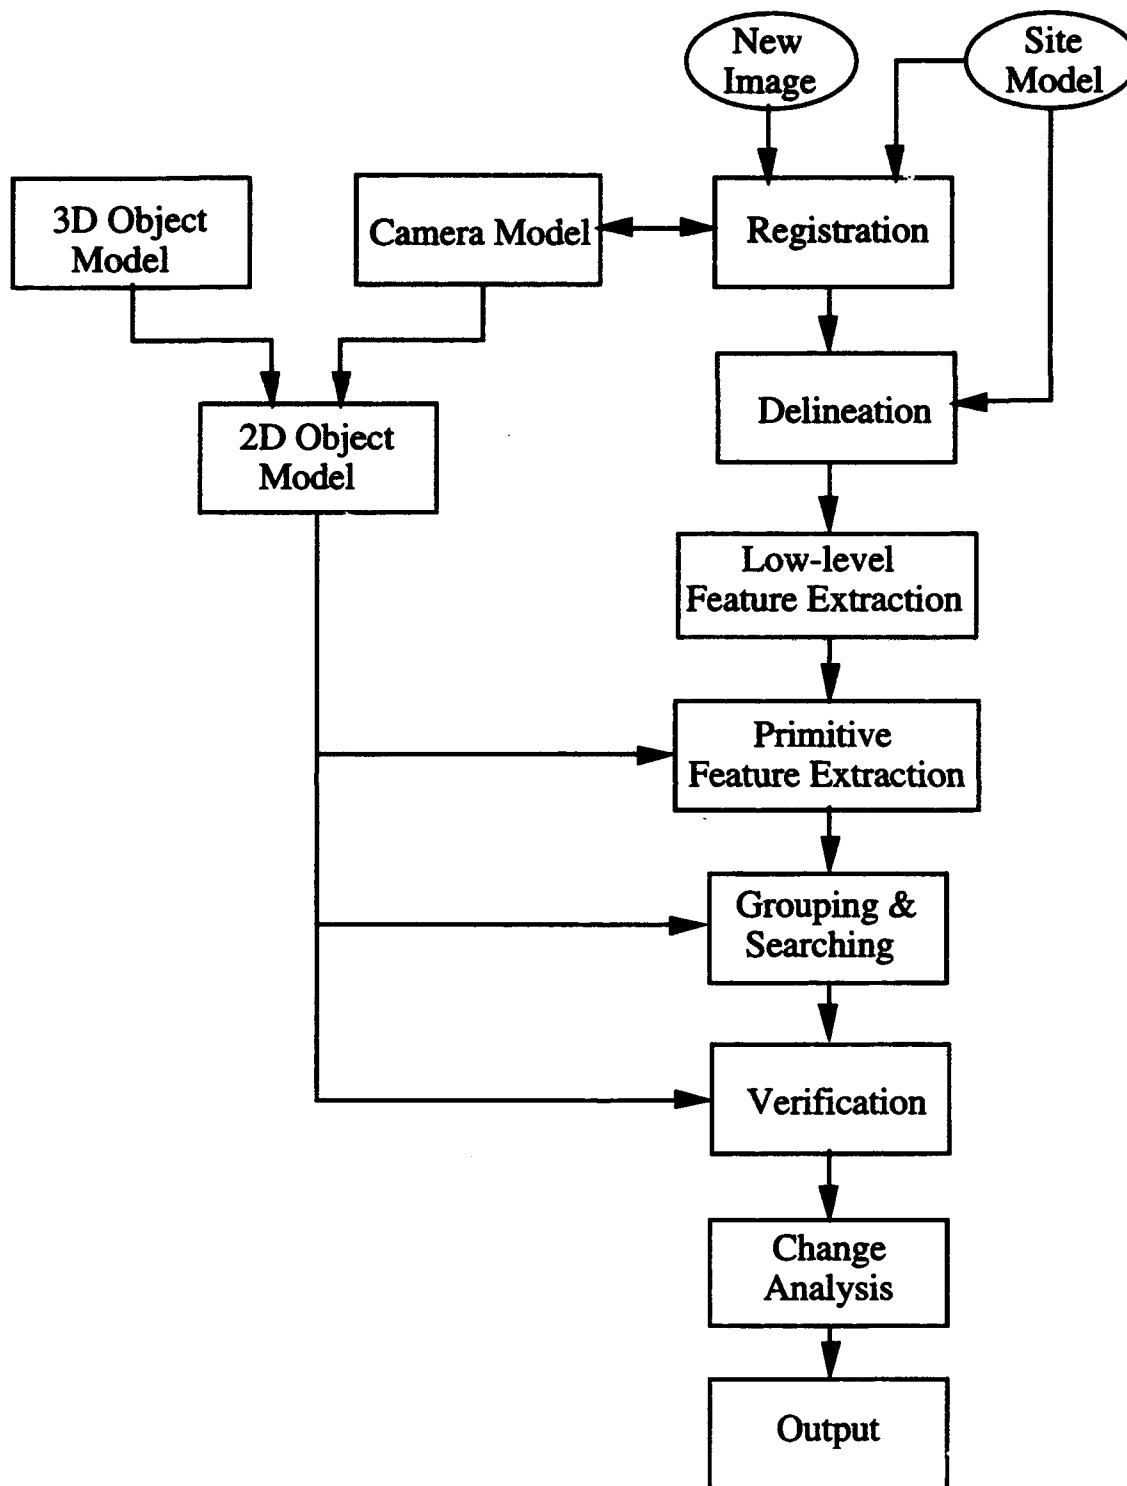 New
Image
Site
Model
3D Object
Model
Camera Model
Registration
Delineation
2D Object
Model
Low-level
Feature Extraction
Primitive
Feature Extraction
Grouping &
Searching
Verification
Change
Analysis
Output